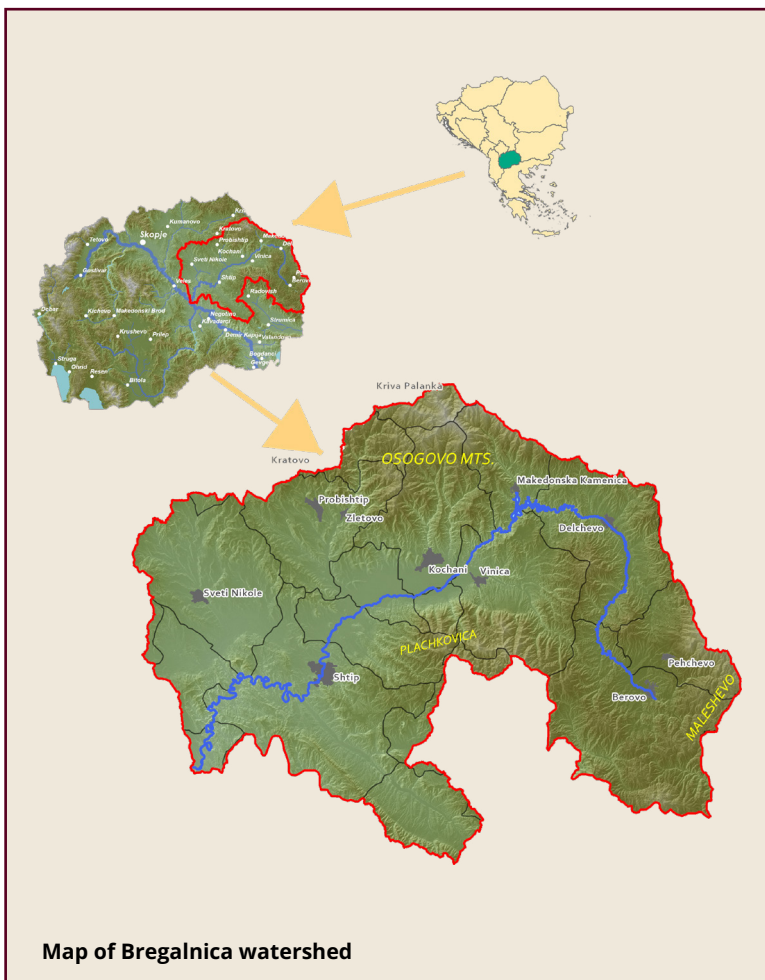 Kumanovo
Kratovo
Skopje
Tetovo
Probishtip
Kochani
Vinica
Sveti Nikole
Gostivar
Shtip
Veles
Radovish
Kichevo
Makedonski Brod
Negotino
Kavadarci
Strumica
Krushevo
Prilep
Demir Kapija
Valandovo
Bogdanci
Struga
Ohrid
Resen
Bitola
Kriva Palanka
Kratovo
OSOGOVO MTS.
Makedonska Kamenica
Probishtip
Zletovo
Delchevo
Kochani
Vinica
Sveti Nikole
PLACHKOVICA
Pehchevo
Shtip
Berovo
MALESHEVO
Map of Bregalnica watershed